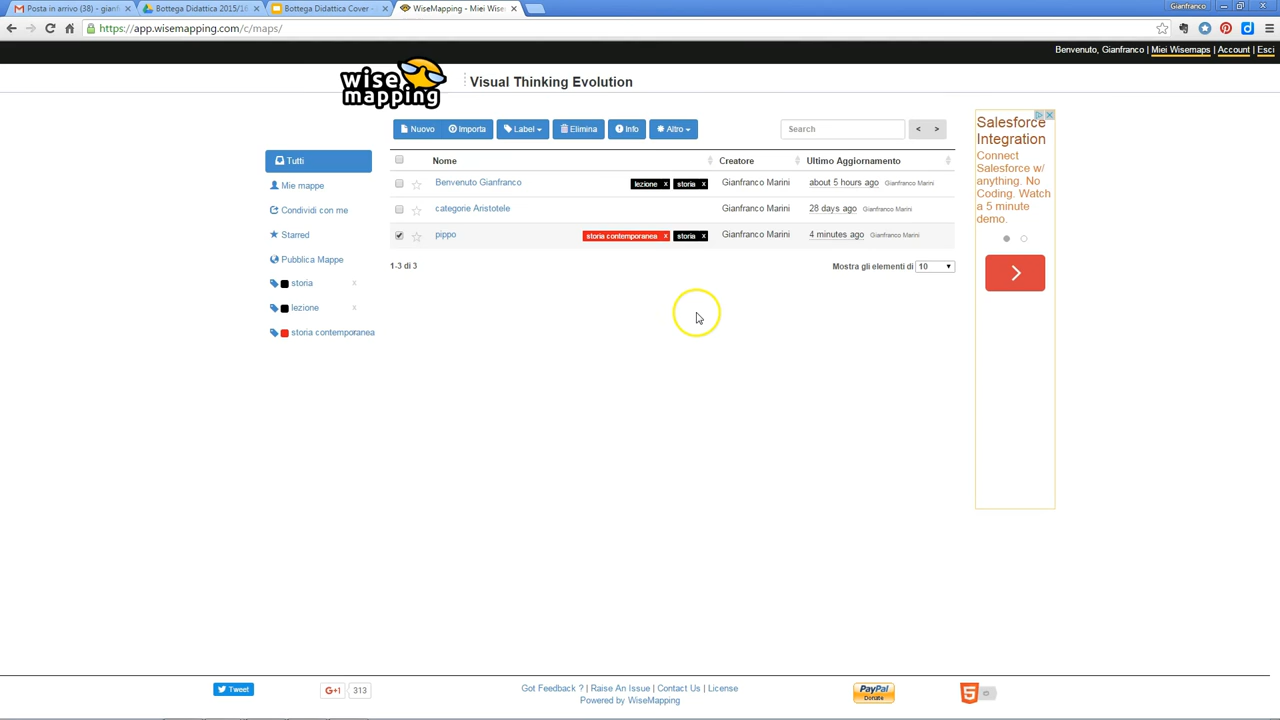 Posta in arrivo (38) - gianf
Bottega Didattica 2015/16
Bottega Didattica Cover -
WiseMapping - Miei Wise
Gianfranco
https://app.wisemapping.com/c/maps/
Benvenuto, Gianfranco | Miei Wisemaps | Account | Esci
wise mapping
Visual Thinking Evolution
Nuovo
Importa
Label
Elimina
Info
Altro
Search
<
>
Tutti
Mie mappe
Condividi con me
Starred
Pubblica Mappe
storia x
lezione x
storia contemporanea
Nome Creatore Ultimo Aggiornamento
Benvenuto Gianfranco lezione x storia x Gianfranco Marini about 5 hours ago Gianfranco Marini
categorie Aristotele Gianfranco Marini 28 days ago Gianfranco Marini
pippo storia contemporanea x storia x Gianfranco Marini 4 minutes ago Gianfranco Marini
1-3 di 3
Mostra gli elementi di 10
Salesforce
Integration
Connect
Salesforce w/
anything. No
Coding. Watch
a 5 minute
demo.
Tweet
G+1 313
Got Feedback ? | Raise An Issue | Contact Us | License
Powered by WiseMapping
PayPal
Donate
5